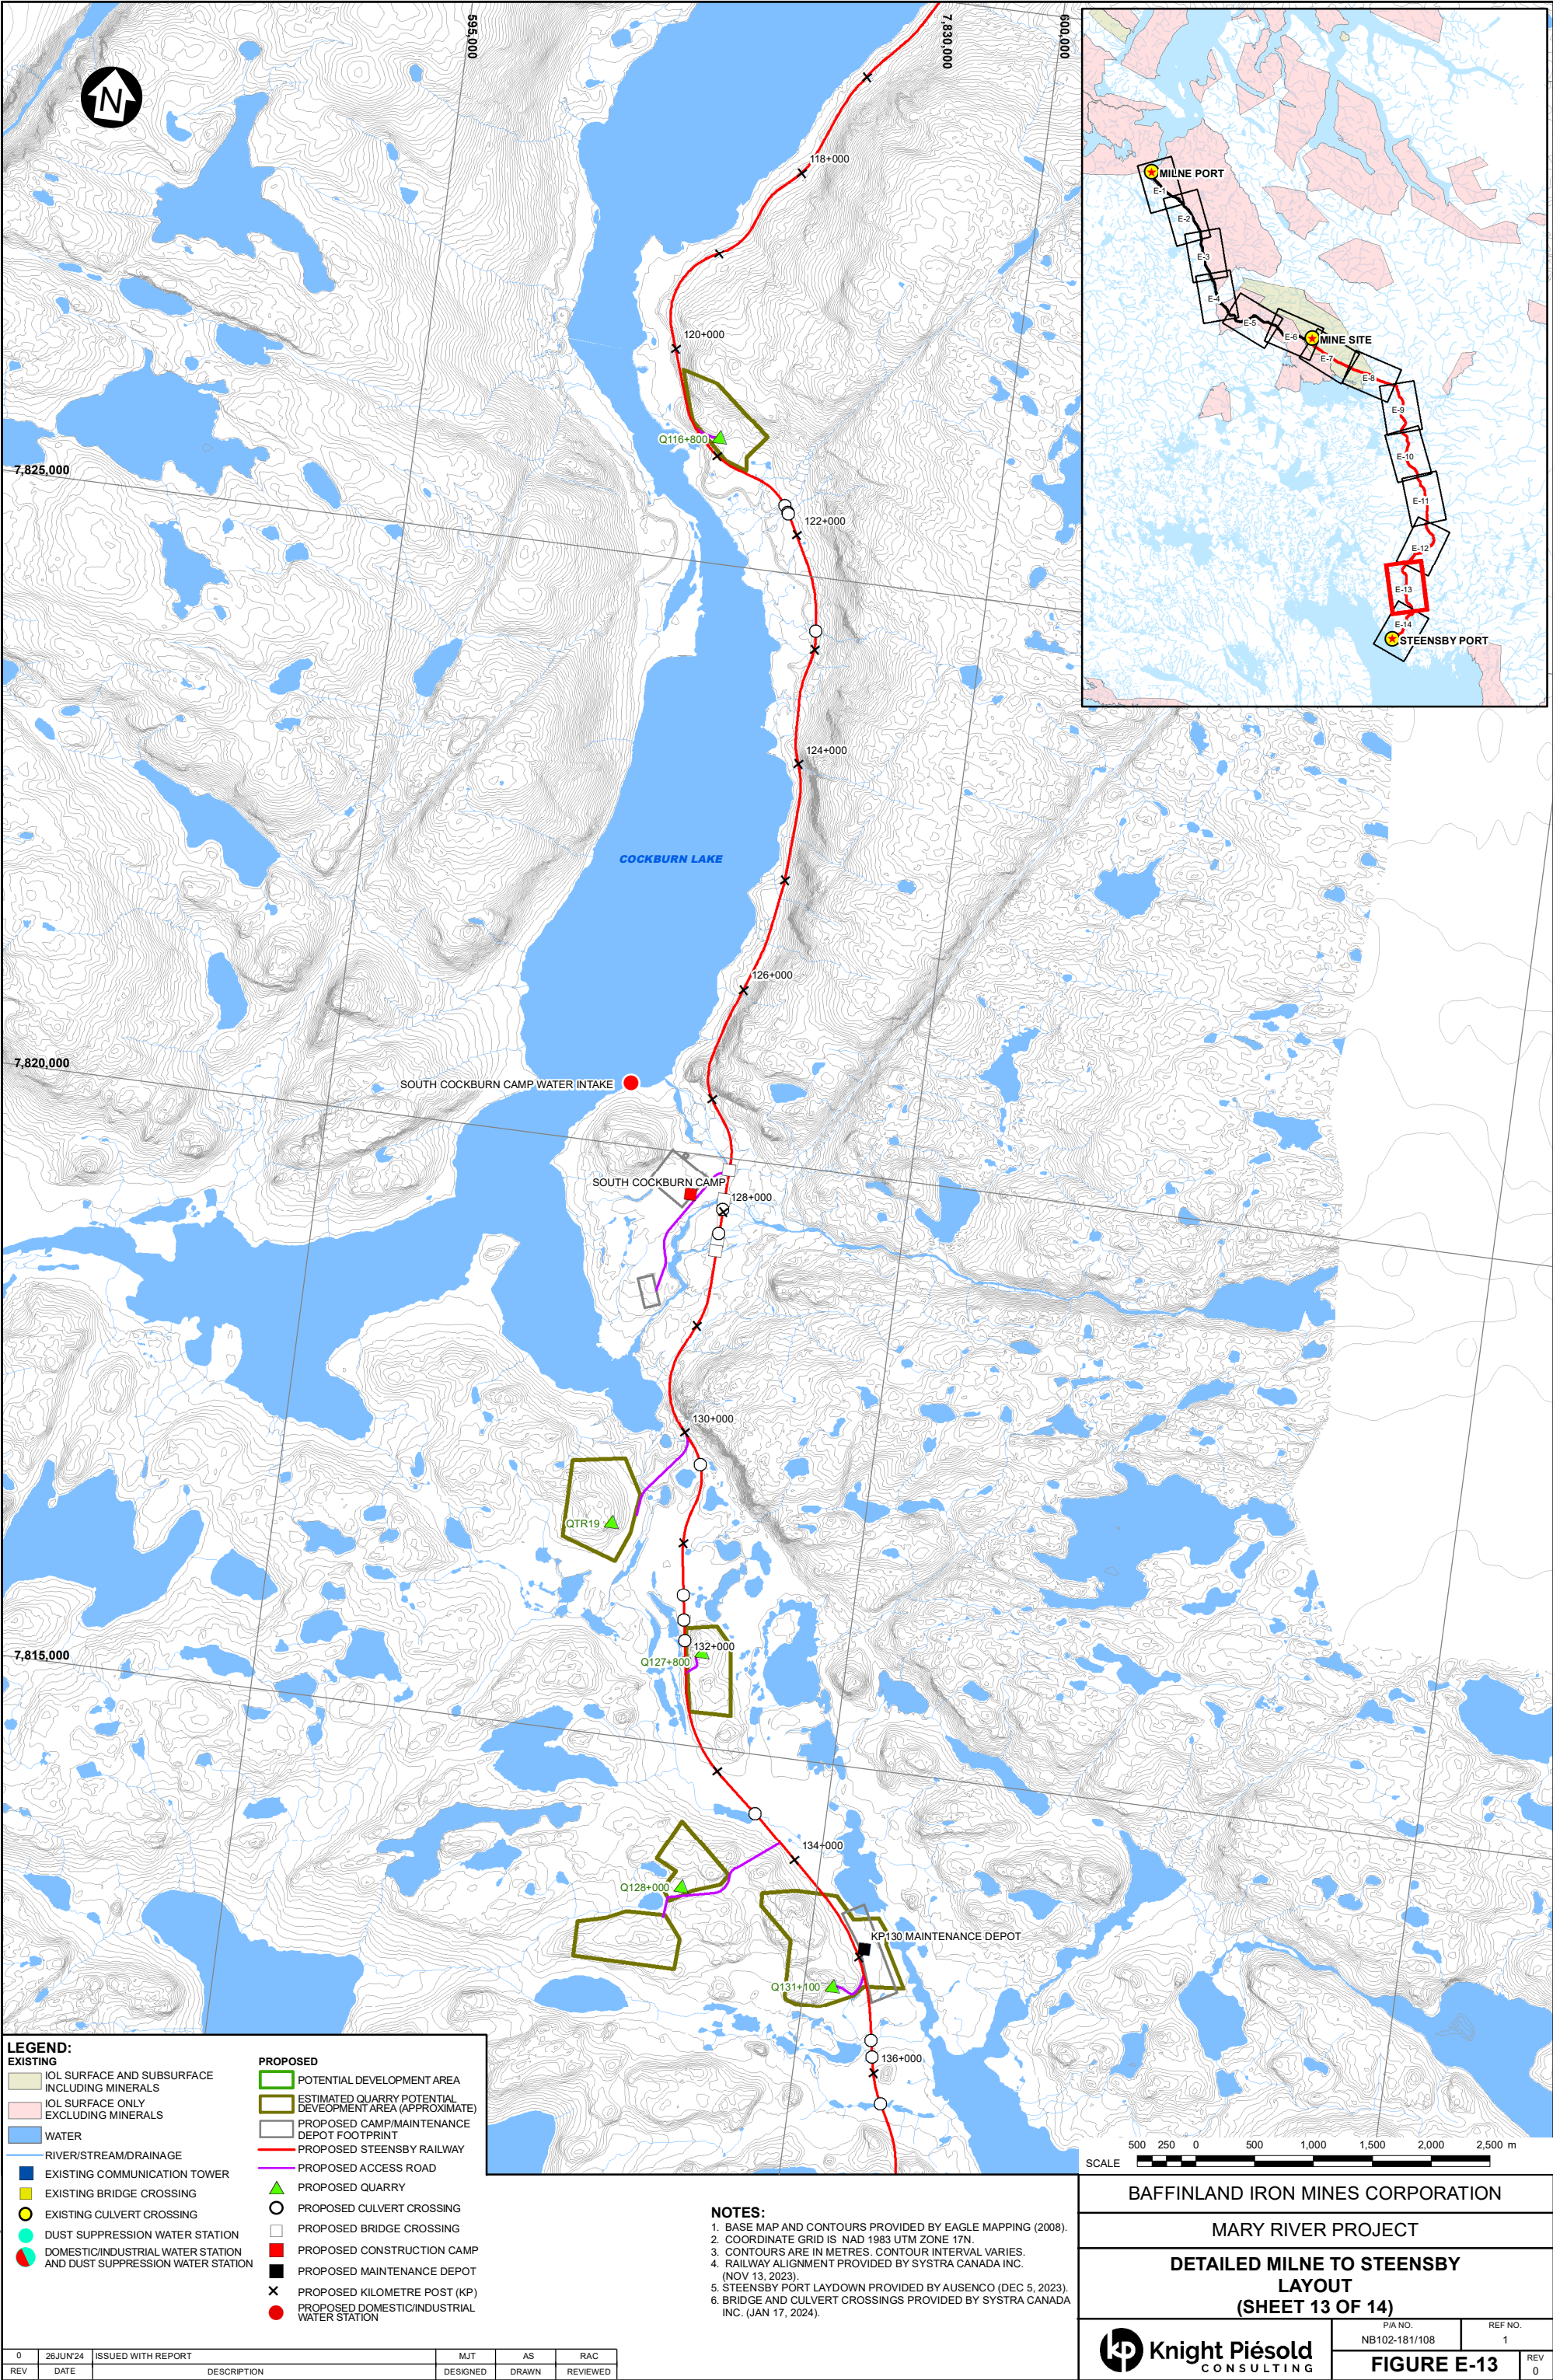 595,000
7,830,000
600,000
N
118+000
120+000
Q116+800
122+000
7,825,000
124+000
COCKBURN LAKE
126+000
7,820,000
SOUTH COCKBURN CAMP WATER INTAKE
SOUTH COCKBURN CAMP
128+000
130+000
QTR19
132+000
Q127+800
7,815,000
134+000
Q128+000
KP130 MAINTENANCE DEPOT
Q131+100
136+000
MILNE PORT
E-1
E-2
E-3
E-4
E-5
E-6
MINE SITE
E-7
E-8
E-9
E-10
E-11
E-12
E-13
E-14
STEENSBY PORT
LEGEND:
EXISTING
IOL SURFACE AND SUBSURFACE
INCLUDING MINERALS
IOL SURFACE ONLY
EXCLUDING MINERALS
WATER
RIVER/STREAM/DRAINAGE
EXISTING COMMUNICATION TOWER
EXISTING BRIDGE CROSSING
EXISTING CULVERT CROSSING
DUST SUPPRESSION WATER STATION
DOMESTIC/INDUSTRIAL WATER STATION
AND DUST SUPPRESSION WATER STATION
PROPOSED
POTENTIAL DEVELOPMENT AREA
ESTIMATED QUARRY POTENTIAL
DEVEOPMENT AREA (APPROXIMATE)
PROPOSED CAMP/MAINTENANCE
DEPOT FOOTPRINT
PROPOSED STEENSBY RAILWAY
PROPOSED ACCESS ROAD
PROPOSED QUARRY
PROPOSED CULVERT CROSSING
PROPOSED BRIDGE CROSSING
PROPOSED CONSTRUCTION CAMP
PROPOSED MAINTENANCE DEPOT
PROPOSED KILOMETRE POST (KP)
PROPOSED DOMESTIC/INDUSTRIAL
WATER STATION
0 26JUN'24 ISSUED WITH REPORT MJT AS RAC
REV DATE DESCRIPTION DESIGNED DRAWN REVIEWED
NOTES:
1. BASE MAP AND CONTOURS PROVIDED BY EAGLE MAPPING (2008).
2. COORDINATE GRID IS NAD 1983 UTM ZONE 17N.
3. CONTOURS ARE IN METRES. CONTOUR INTERVAL VARIES.
4. RAILWAY ALIGNMENT PROVIDED BY SYSTRA CANADA INC.
(NOV 13, 2023).
5. STEENSBY PORT LAYDOWN PROVIDED BY AUSENCO (DEC 5, 2023).
6. BRIDGE AND CULVERT CROSSINGS PROVIDED BY SYSTRA CANADA
INC. (JAN 17, 2024).
500 250 0 500 1,000 1,500 2,000 2,500 m
SCALE
BAFFINLAND IRON MINES CORPORATION
MARY RIVER PROJECT
DETAILED MILNE TO STEENSBY
LAYOUT
(SHEET 13 OF 14)
kp Knight Piésold
CONSULTING
P/A NO.
NB102-181/108
REF NO.
1
FIGURE E-13
REV
0